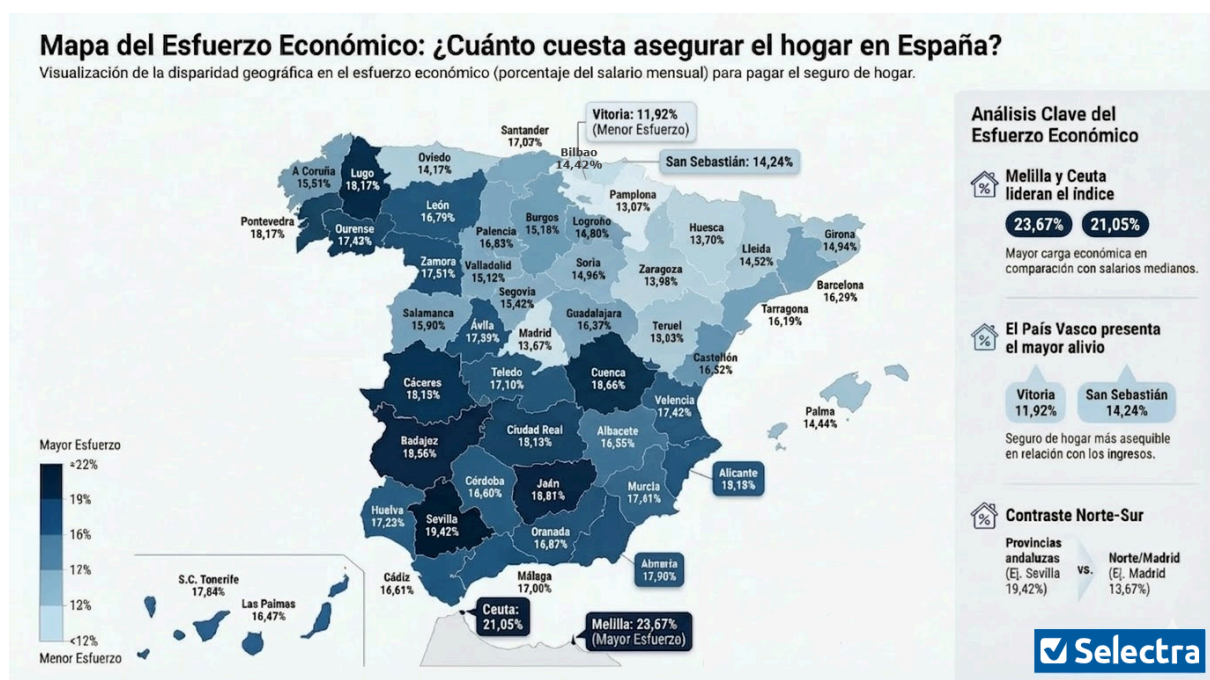 Mapa del Esfuerzo Económico: ¿Cuánto cuesta asegurar el hogar en España?
Visualización de la disparidad geográfica en el esfuerzo económico (porcentaje del salario mensual) para pagar el seguro de hogar.
Vitoria: 11,92%
(Menor Esfuerzo)
Santander
17,07%
Bilbao
14,42%
San Sebastián: 14,24%
A Coruña
15,51%
Lugo
18,17%
Oviedo
14,17%
Pamplona
13,07%
León
16,79%
Pontevedra
18,17%
Ourense
17,43%
Palencia
16,83%
Burgos
15,18%
Logroño
14,80%
Huesca
13,70%
Lleida
14,52%
Girona
14,94%
Zamora
17,51%
Valladolid
15,12%
Soria
14,96%
Zaragoza
13,98%
Barcelona
16,29%
Segovia
15,42%
Tarragona
16,19%
Salamanca
15,90%
Ávlla
17,39%
Madrid
13,67%
Guadalajara
16,37%
Teruel
13,03%
Castellón
16,52%
Cáceres
18,13%
Toledo
17,10%
Cuenca
18,66%
Velencia
17,42%
Palma
14,44%
Badajez
18,56%
Ciudad Real
18,13%
Albacete
16,55%
Alicante
18,18%
Córdoba
16,60%
Jaán
18,81%
Murcia
17,61%
Huelva
17,23%
Sevilla
19,42%
Oranada
16,87%
Abnería
17,90%
Cádiz
16,61%
Málaga
17,00%
Ceuta:
21,05%
Melilla: 23,67%
(Mayor Esfuerzo)
S.C. Tonerife
17,84%
Las Paimas
16,47%
Mayor Esfuerzo
≥22%
19%
16%
12%
12%
<12%
Menor Esfuerzo
Análisis Clave del
Esfuerzo Económico
%
Melilla y Ceuta
lideran el índice
23,67%
21,05%
Mayor carga económica en
comparación con salarios medianos.
%
El País Vasco presenta
el mayor alivio
Vitoria
11,92%
San Sebastián
14,24%
Seguro de hogar más asequible
en relación con los ingresos.
%
Contraste Norte-Sur
Provincias
andaluzas
(Ej. Sevilla
19,42%)
vs.
Norte/Madrid
(Ej. Madrid
13,67%)
Selectra